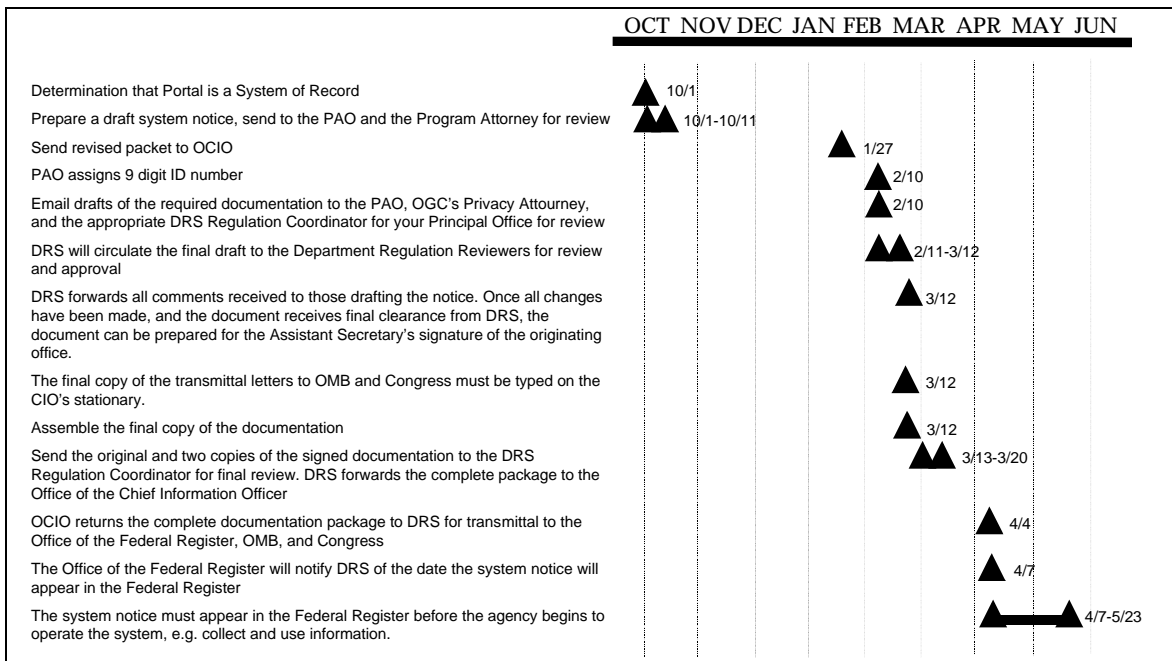 OCT NOV DEC JAN FEB MAR APR MAY JUN
Determination that Portal is a System of Record
10/1
Prepare a draft system notice, send to the PAO and the Program Attorney for review
10/1-10/11
Send revised packet to OCIO
1/27
PAO assigns 9 digit ID number
2/10
Email drafts of the required documentation to the PAO, OGC's Privacy Attourney,
and the appropriate DRS Regulation Coordinator for your Principal Office for review
2/10
DRS will circulate the final draft to the Department Regulation Reviewers for review
and approval
2/11-3/12
DRS forwards all comments received to those drafting the notice. Once all changes
have been made, and the document receives final clearance from DRS, the
document can be prepared for the Assistant Secretary's signature of the originating
office.
3/12
The final copy of the transmittal letters to OMB and Congress must be typed on the
CIO's stationary.
3/12
Assemble the final copy of the documentation
3/12
Send the original and two copies of the signed documentation to the DRS
Regulation Coordinator for final review. DRS forwards the complete package to the
Office of the Chief Information Officer
3/13-3/20
OCIO returns the complete documentation package to DRS for transmittal to the
Office of the Federal Register, OMB, and Congress
4/4
The Office of the Federal Register will notify DRS of the date the system notice will
appear in the Federal Register
4/7
The system notice must appear in the Federal Register before the agency begins to
operate the system, e.g. collect and use information.
4/7-5/23